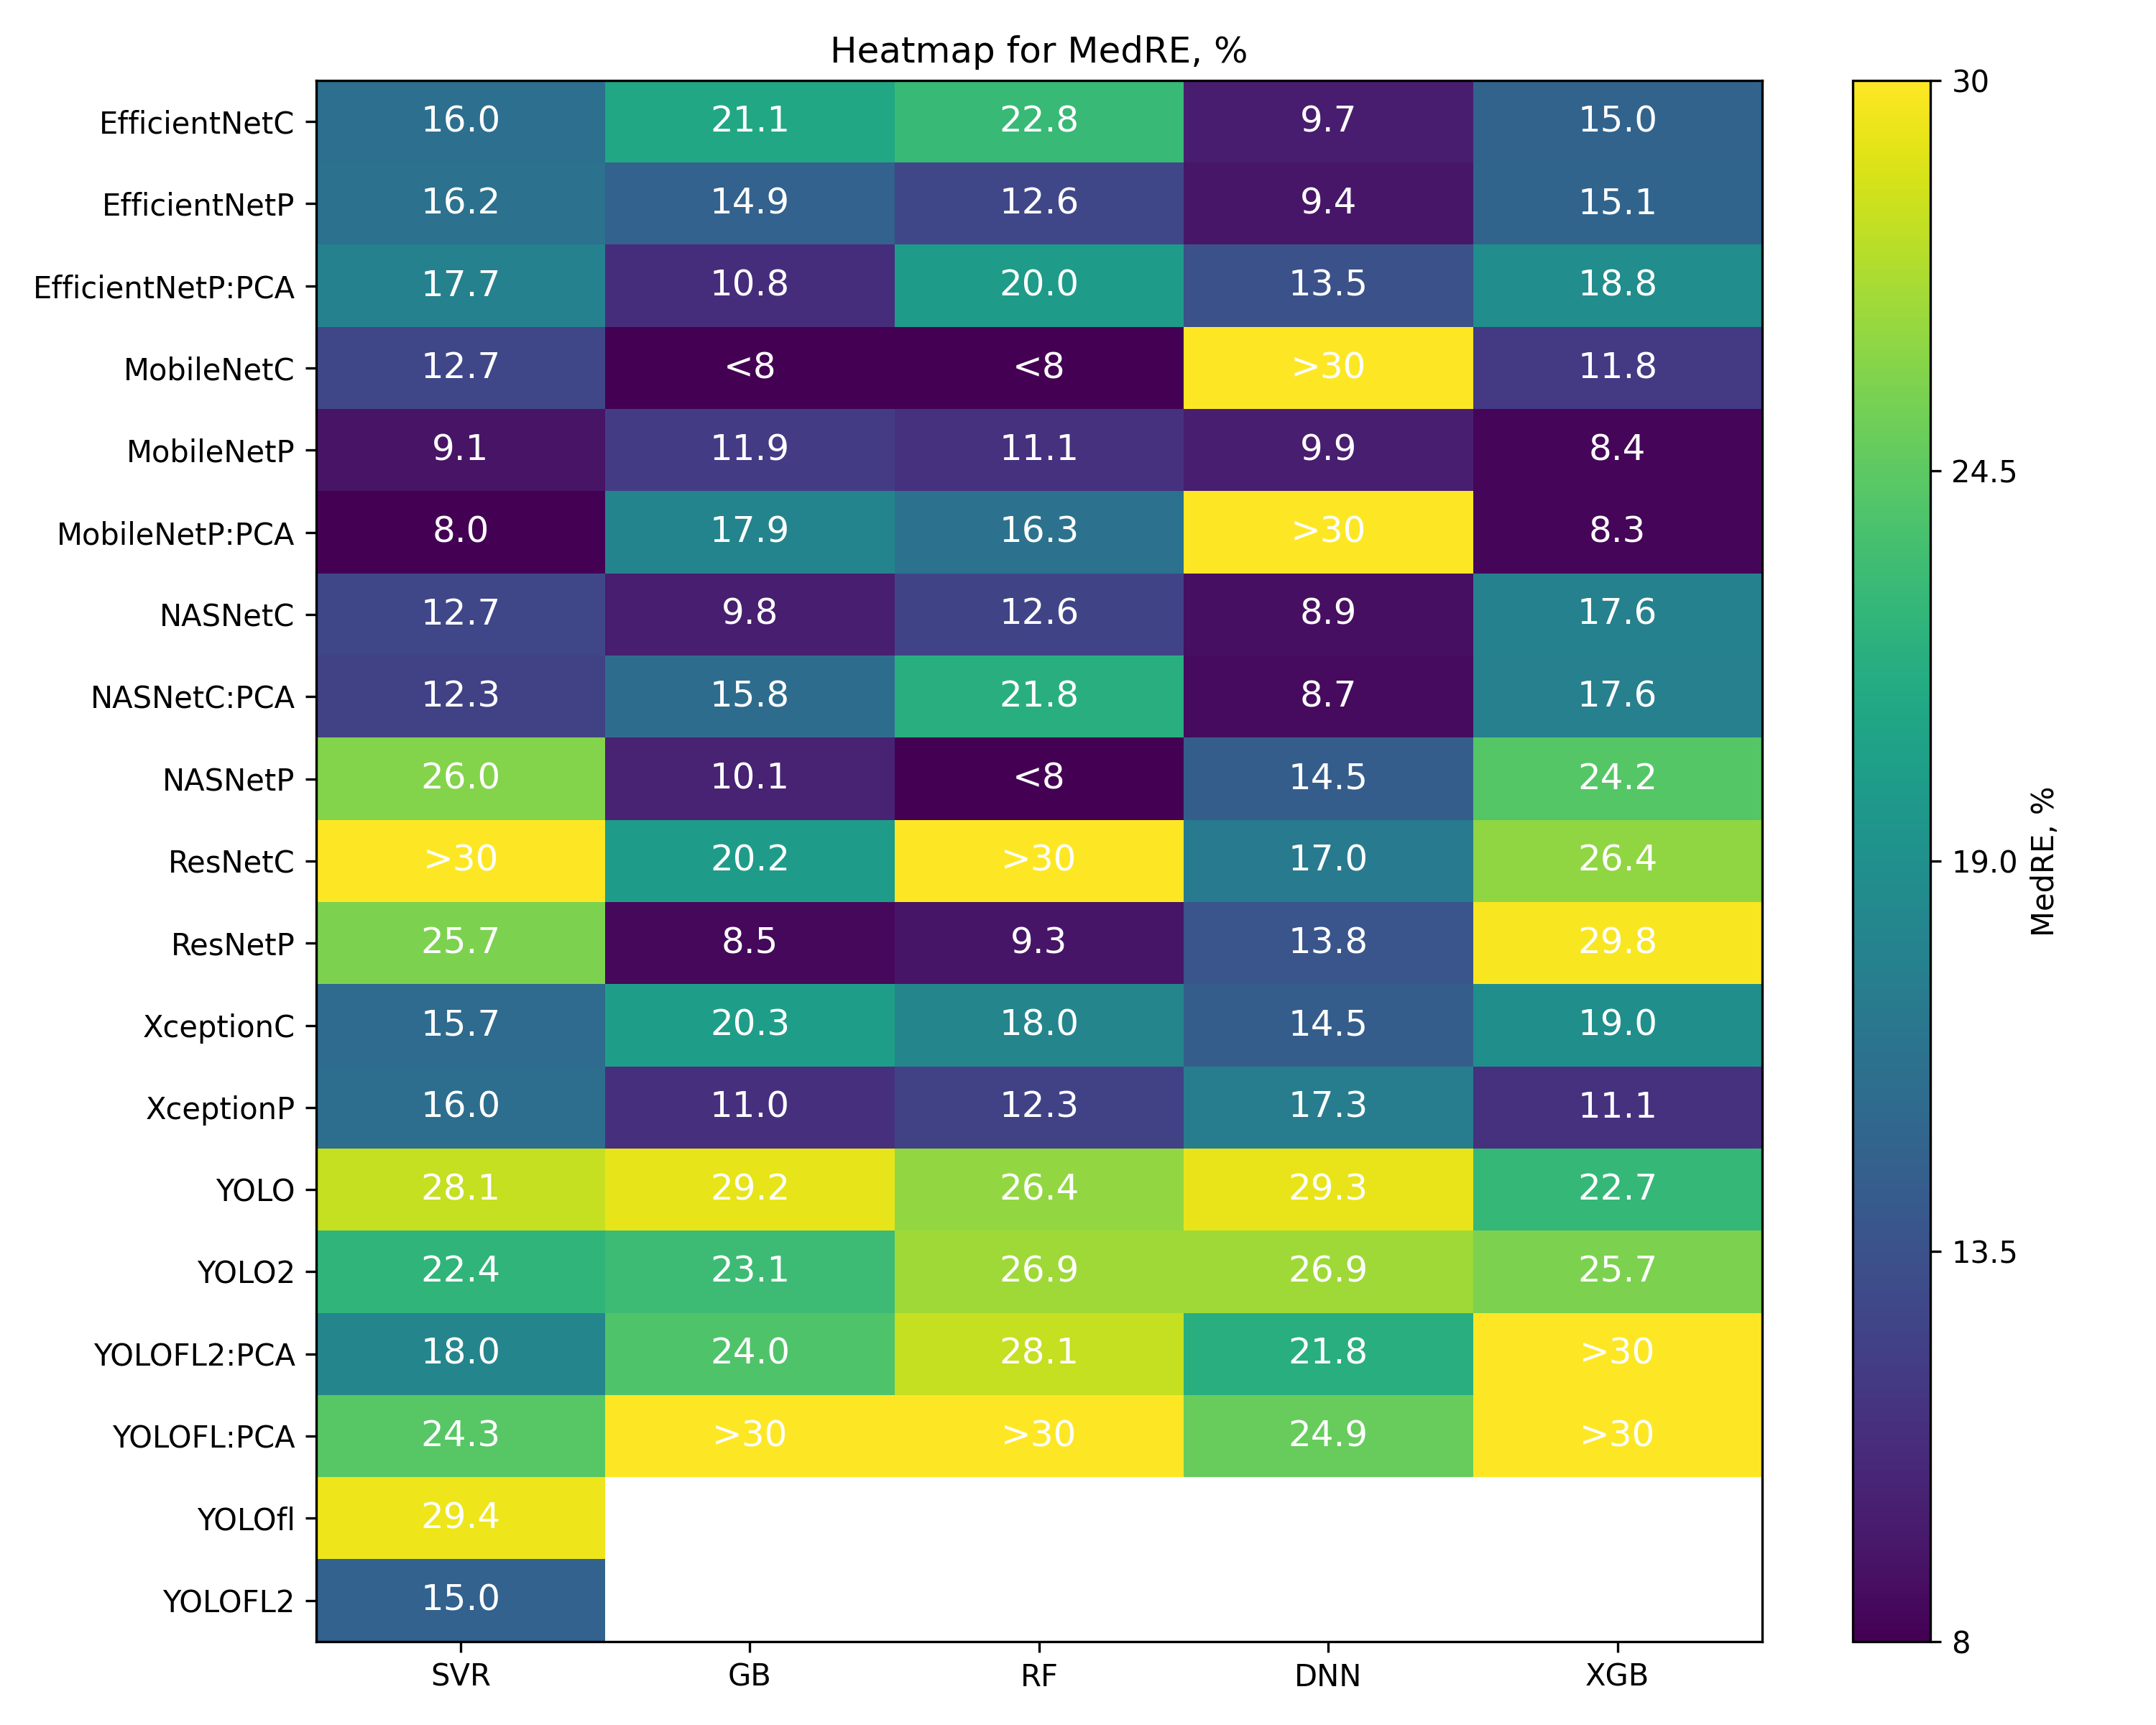 Heatmap for MedRE, %
EfficientNetC 16.0 21.1 22.8 9.7 15.0
EfficientNetP 16.2 14.9 12.6 9.4 15.1
EfficientNetP:PCA 17.7 10.8 20.0 13.5 18.8
MobileNetC 12.7 <8 <8 >30 11.8
MobileNetP 9.1 11.9 11.1 9.9 8.4
MobileNetP:PCA 8.0 17.9 16.3 >30 8.3
NASNetC 12.7 9.8 12.6 8.9 17.6
NASNetC:PCA 12.3 15.8 21.8 8.7 17.6
NASNetP 26.0 10.1 <8 14.5 24.2
ResNetC >30 20.2 >30 17.0 26.4
ResNetP 25.7 8.5 9.3 13.8 29.8
XceptionC 15.7 20.3 18.0 14.5 19.0
XceptionP 16.0 11.0 12.3 17.3 11.1
YOLO 28.1 29.2 26.4 29.3 22.7
YOLO2 22.4 23.1 26.9 26.9 25.7
YOLOFL2:PCA 18.0 24.0 28.1 21.8 >30
YOLOFL:PCA 24.3 >30 >30 24.9 >30
YOLOfl 29.4
YOLOFL2 15.0
SVR GB RF DNN XGB
30
24.5
19.0
13.5
8
MedRE, %